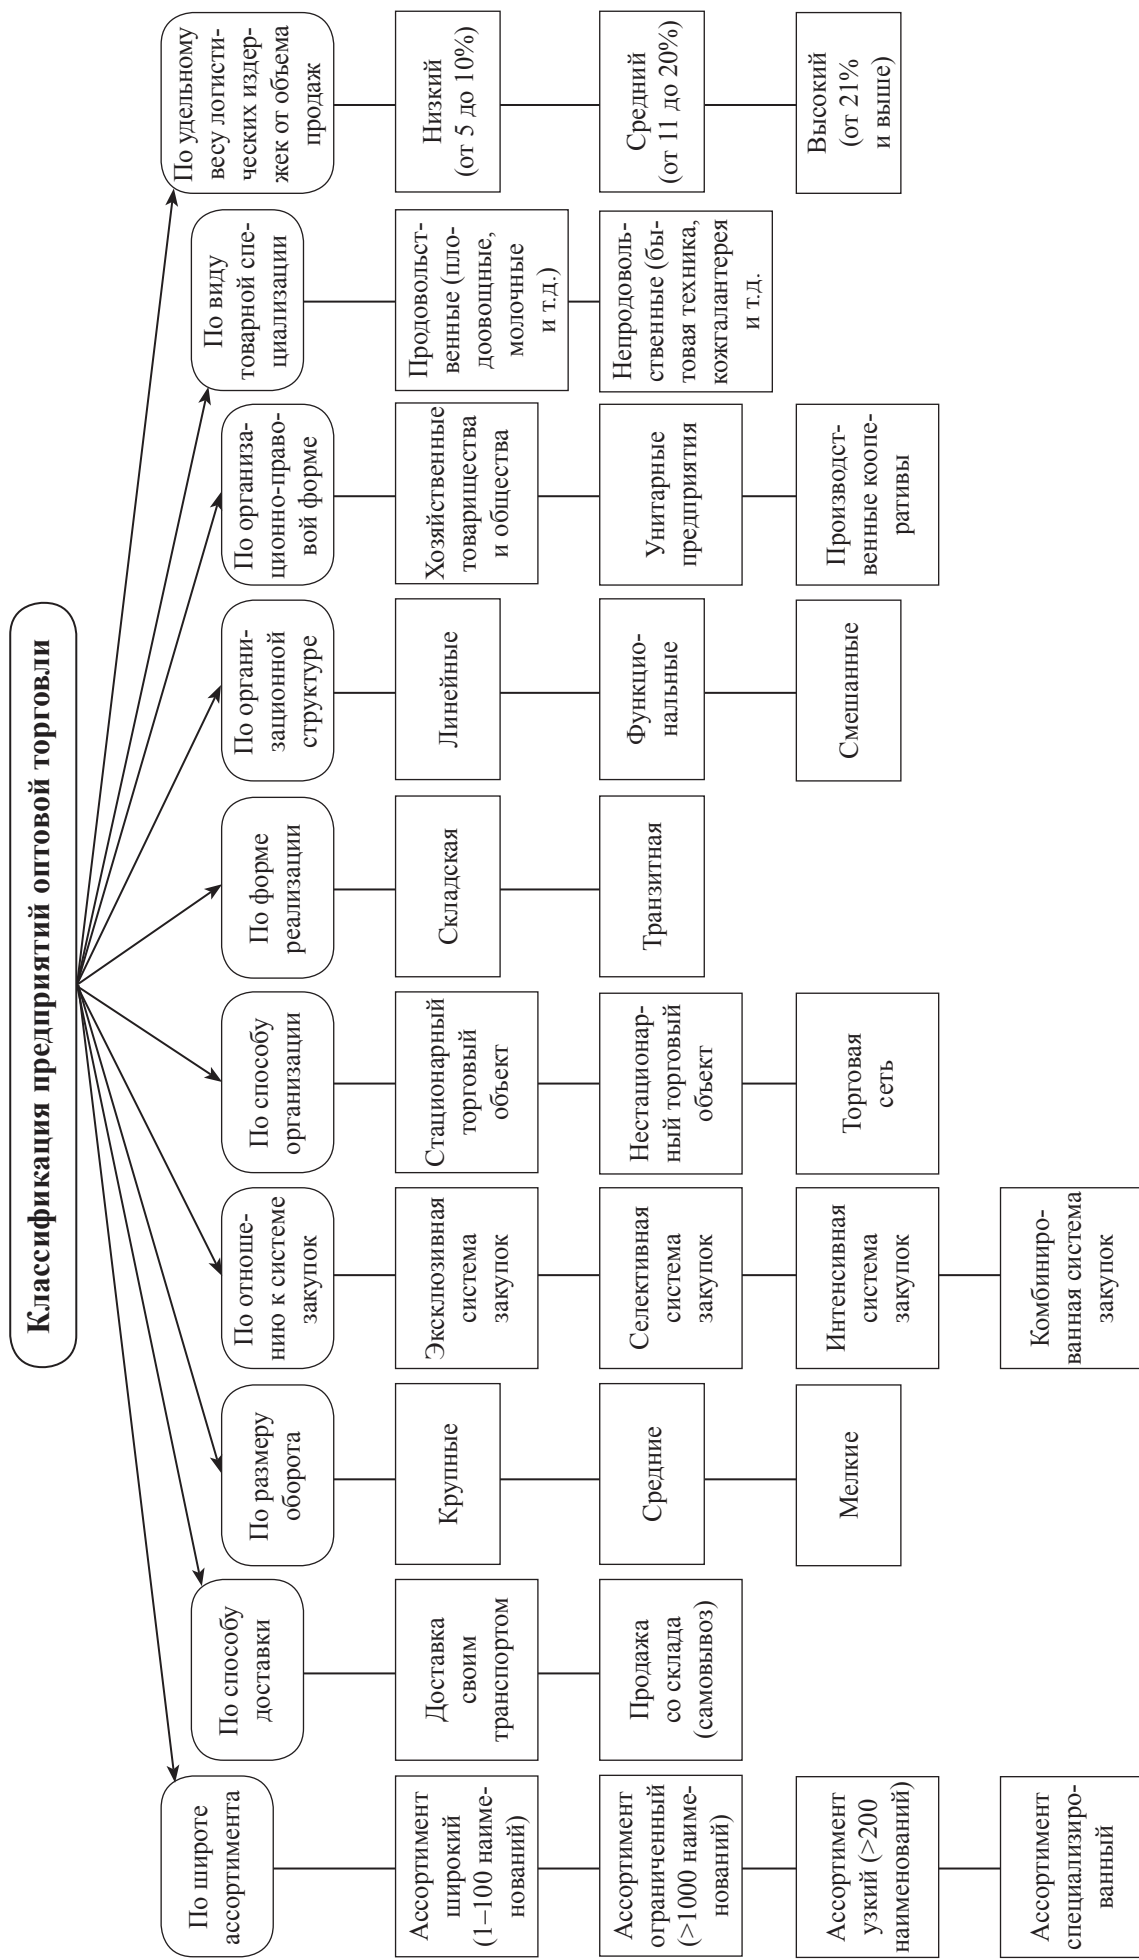 Классификация предприятий оптовой торговли
По широте
ассортимента
Ассортимент
широкий
(1–100 наиме-
нований)
Ассортимент
ограниченный
(>1000 наиме-
нований)
Ассортимент
узкий (>200
наименований)
Ассортимент
специализиро-
ванный
По способу
доставки
Доставка
своим
транспортом
Продажа
со склада
(самовывоз)
По размеру
оборота
Крупные
Средние
Мелкие
По отноше-
нию к системе
закупок
Эксклюзивная
система
закупок
Селективная
система
закупок
Интенсивная
система
закупок
Комбиниро-
ванная система
закупок
По способу
организации
Стационарный
торговый
объект
Нестационар-
ный торговый
объект
Торговая
сеть
По форме
реализации
Складская
Транзитная
По органи-
зационной
структуре
Линейные
Функцио-
нальные
Смешанные
По организа-
ционно-право-
вой форме
Хозяйственные
товарищества
и общества
Унитарные
предприятия
Производст-
венные коопе-
ративы
По виду
товарной спе-
циализации
Продовольст-
венные (пло-
доовощные,
молочные
и т.д.)
Непродоволь-
ственные (бы-
товая техника,
кожгалантерея
и т.д.
По удельному
весу логисти-
ческих издер-
жек от объема
продаж
Низкий
(от 5 до 10%)
Средний
(от 11 до 20%)
Высокий
(от 21%
и выше)